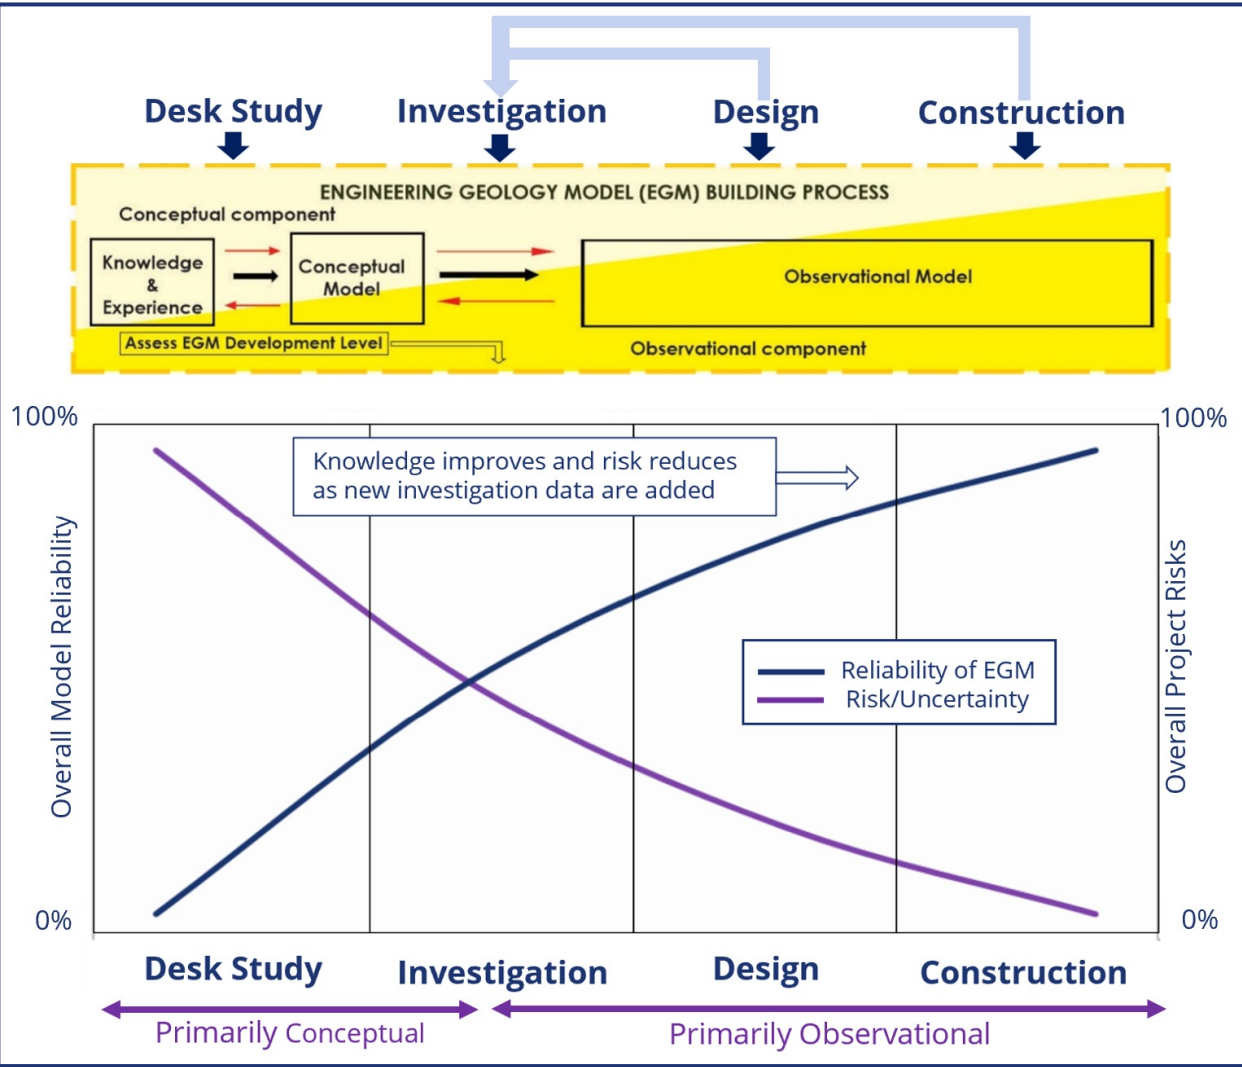 Desk Study
Investigation
Design
Construction
ENGINEERING GEOLOGY MODEL (EGM) BUILDING PROCESS
Conceptual component
Knowledge
&
Experience
Conceptual
Model
Observational Model
Assess EGM Development Level
Observational component
100%
100%
Knowledge improves and risk reduces
as new investigation data are added
Overall Model Reliability
Overall Project Risks
Reliability of EGM
Risk/Uncertainty
0%
0%
Desk Study
Investigation
Design
Construction
Primarily Conceptual
Primarily Observational